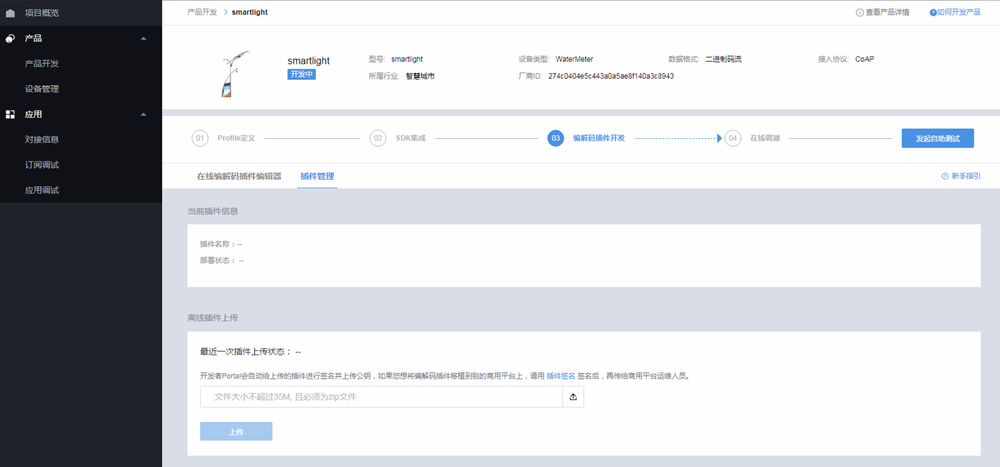 项目概览
产品
产品开发
设备管理
应用
对接信息
订阅调试
应用调试
产品开发 > smartlight
查看产品详情 如何开发产品
smartlight
开发中
型号: smartlight
所属行业: 智慧城市
设备类型: WaterMeter
厂商ID: 274c0404e5c443a0a5ae8f140a3c8943
数据格式: 二进制码流
接入协议: CoAP
01 Profile定义
02 SDK集成
03 编解码插件开发
04 在线调测
发起自助测试
在线编解码插件编辑器 插件管理
新手指引
当前插件信息
插件名称：--
部署状态： --
离线插件上传
最近一次插件上传状态： --
开发者Portal会自动给上传的插件进行签名并上传公钥，如果您想将编解码插件移植到别的商用平台上，请用 插件签名 签名后，再传给商用平台运维人员。
文件大小不超过35M, 且必须为zip文件
上传